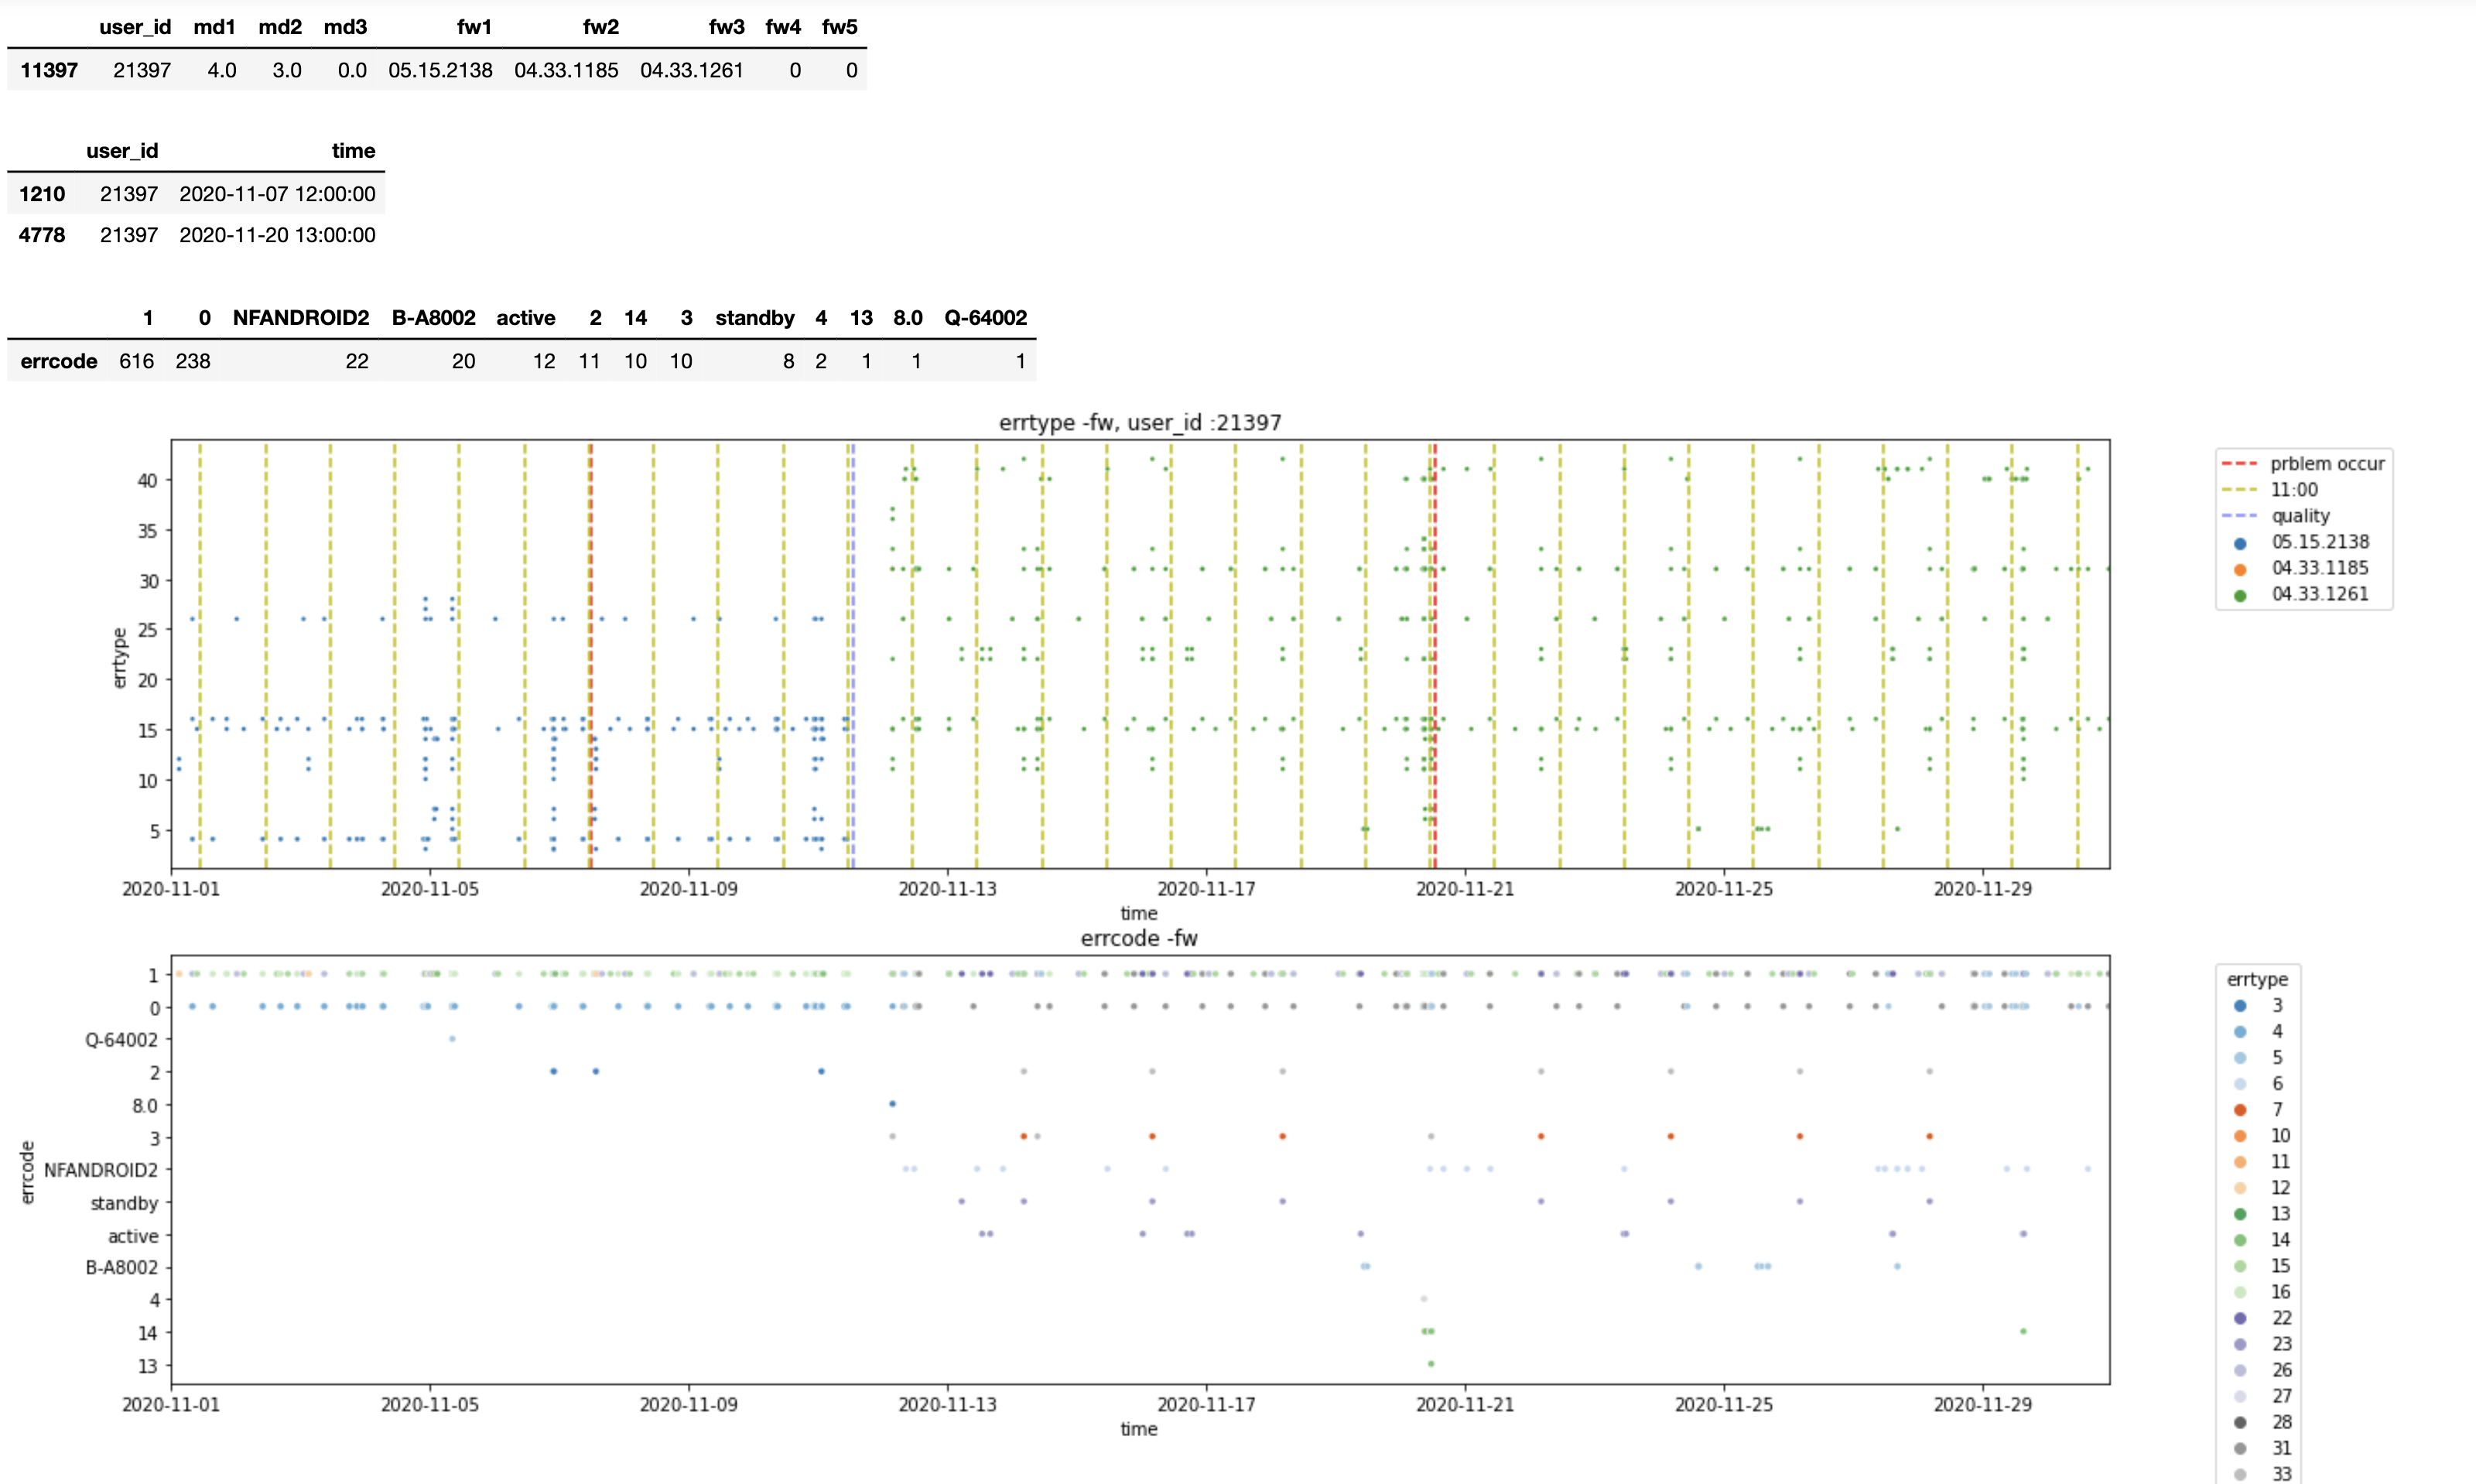 user_id md1 md2 md3 fw1 fw2 fw3 fw4 fw5
11397 21397 4.0 3.0 0.0 05.15.2138 04.33.1185 04.33.1261 0 0
user_id time
1210 21397 2020-11-07 12:00:00
4778 21397 2020-11-20 13:00:00
1 0 NFANDROID2 B-A8002 active 2 14 3 standby 4 13 8.0 Q-64002
errcode 616 238 22 20 12 11 10 10 8 2 1 1 1
errtype -fw, user_id :21397
errtype
40
35
30
25
20
15
10
5
2020-11-01 2020-11-05 2020-11-09 2020-11-13 2020-11-17 2020-11-21 2020-11-25 2020-11-29
time
prblem occur
11:00
quality
05.15.2138
04.33.1185
04.33.1261
errcode -fw
errcode
1
0
Q-64002
2
8.0
3
NFANDROID2
standby
active
B-A8002
4
14
13
2020-11-01 2020-11-05 2020-11-09 2020-11-13 2020-11-17 2020-11-21 2020-11-25 2020-11-29
time
errtype
3
4
5
6
7
10
11
12
13
14
15
16
22
23
26
27
28
31
33